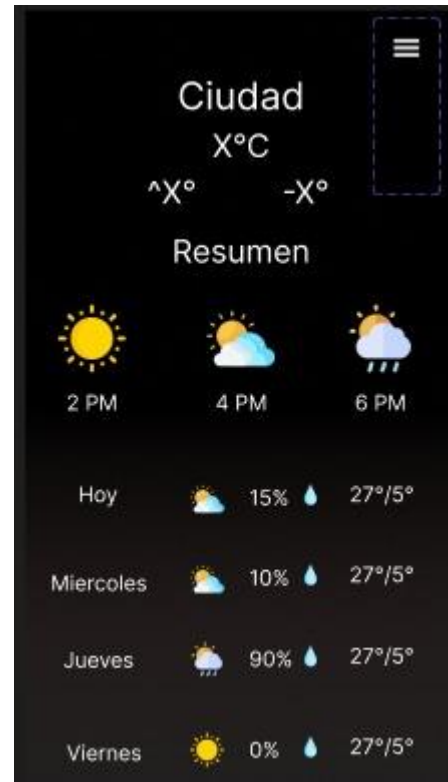 Ciudad
X°C
^X° -X°
Resumen
2 PM 4 PM 6 PM
Hoy 15% 27°/5°
Miercoles 10% 27°/5°
Jueves 90% 27°/5°
Viernes 0% 27°/5°